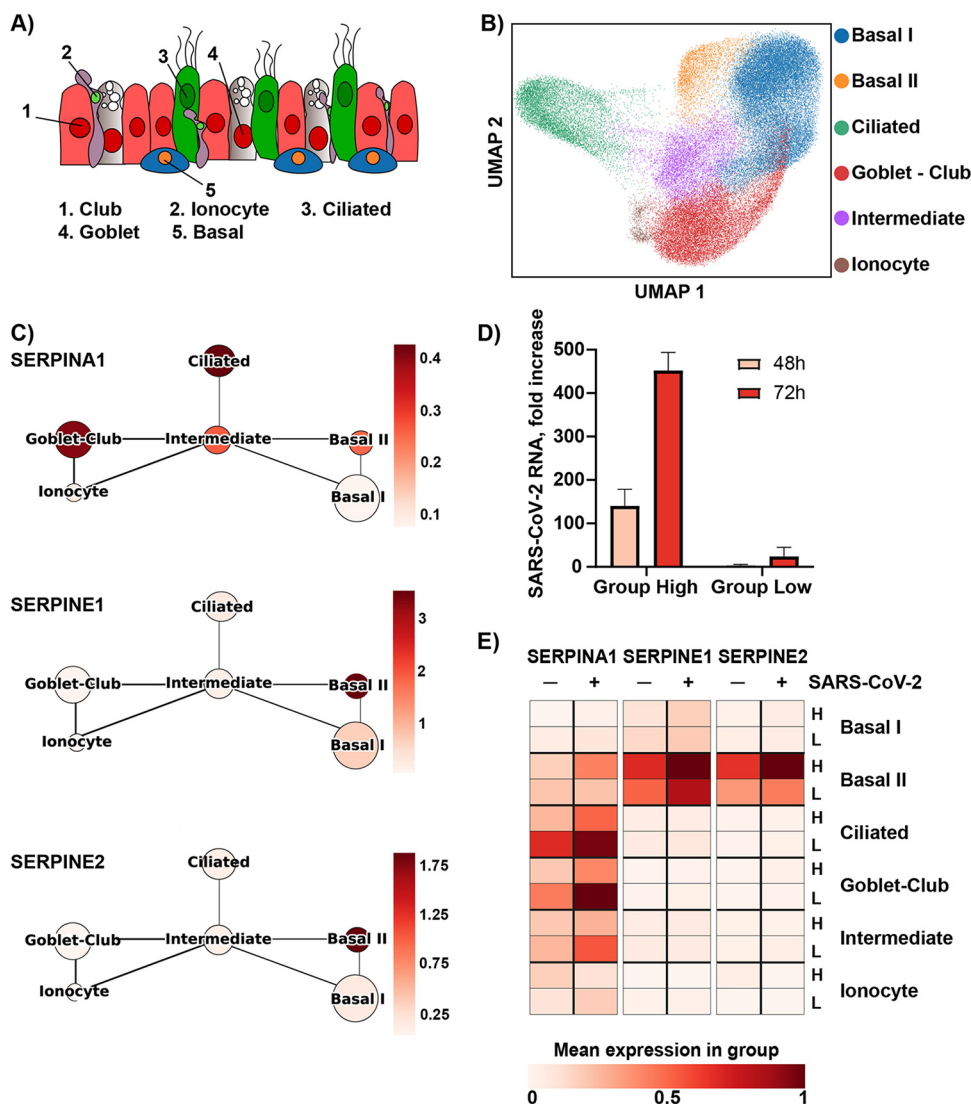 A)
2
3
4
1
5
1. Club 2. Ionocyte 3. Ciliated
4. Goblet 5. Basal
B)
UMAP 2
UMAP 1
Basal I
Basal II
Ciliated
Goblet - Club
Intermediate
Ionocyte
C)
SERPINA1
Ciliated
Goblet-Club
Intermediate
Basal II
Ionocyte
Basal I
0.4
0.3
0.2
0.1
SERPINE1
Ciliated
Goblet-Club
Intermediate
Basal II
Ionocyte
Basal I
3
2
1
SERPINE2
Ciliated
Goblet-Club
Intermediate
Basal II
Ionocyte
Basal I
1.75
1.25
0.75
0.25
D)
SARS-CoV-2 RNA, fold increase
500
400
300
200
100
0
48h
72h
Group High Group Low
E)
SERPINA1 SERPINE1 SERPINE2
— + — + — + SARS-CoV-2
H
L
Basal I
H
L
Basal II
H
L
Ciliated
H
L
Goblet-Club
H
L
Intermediate
H
L
Ionocyte
Mean expression in group
0 0.5 1